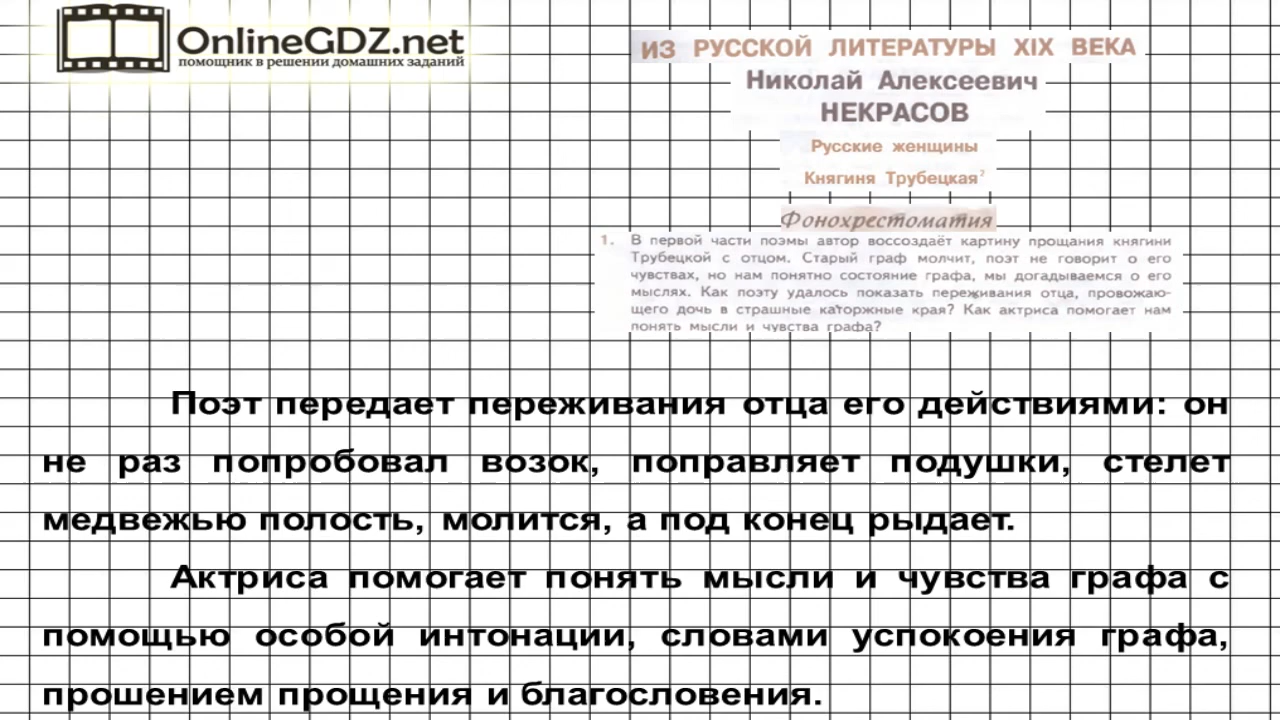 OnlineGDZ.net
помощник в решении домашних заданий
ИЗ РУССКОЙ ЛИТЕРАТУРЫ XIX ВЕКА
Николай Алексеевич
НЕКРАСОВ
Русские женщины
Княгиня Трубецкая²
Фонохрестоматия
1. В первой части поэмы автор воссоздаёт картину прощания княгини
Трубецкой с отцом. Старый граф молчит, поэт не говорит о его
чувствах, но нам понятно состояние графа, мы догадываемся о его
мыслях. Как поэту удалось показать переживания отца, провожаю-
щего дочь в страшные каторжные края? Как актриса помогает нам
понять мысли и чувства графа?
Поэт передает переживания отца его действиями: он
не раз попробовал возок, поправляет подушки, стелет
медвежью полость, молится, а под конец рыдает.
Актриса помогает понять мысли и чувства графа с
помощью особой интонации, словами успокоения графа,
прошением прощения и благословения.